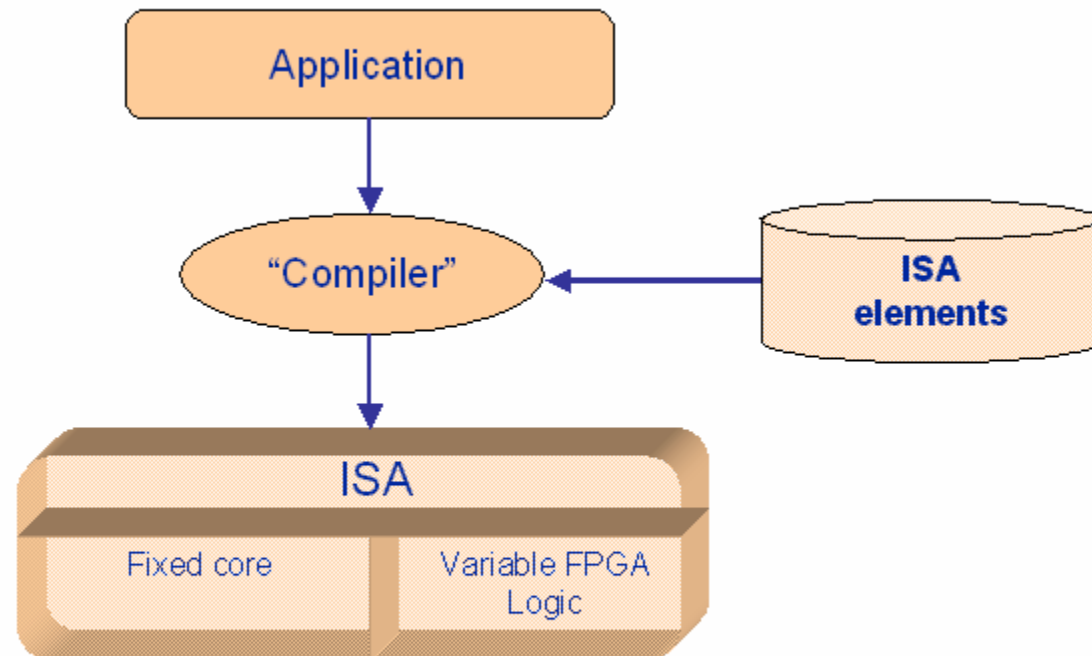 Application
“Compiler”
ISA
elements
ISA
Fixed core
Variable FPGA
Logic